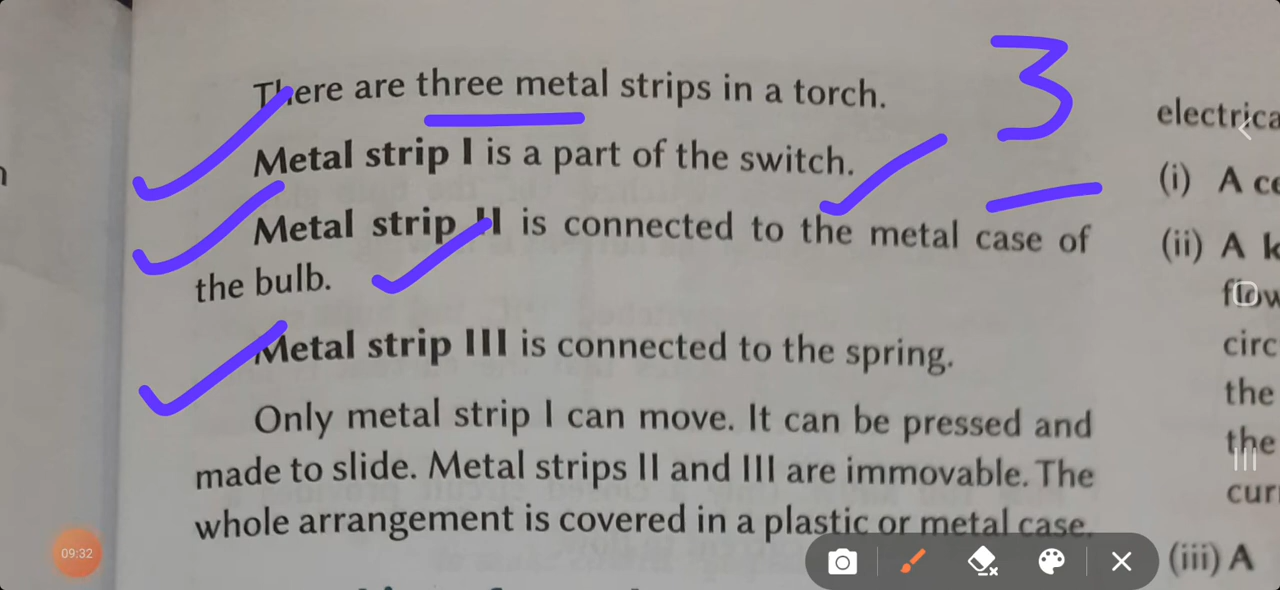 There are three metal strips in a torch.
3
Metal strip I is a part of the switch.
Metal strip II is connected to the metal case of
the bulb.
Metal strip III is connected to the spring.
Only metal strip I can move. It can be pressed and
made to slide. Metal strips II and III are immovable. The
whole arrangement is covered in a plastic or metal case.
electrica
(i) A ce
(ii) A k
flow
circ
the
the
cur
(iii) A
09:32